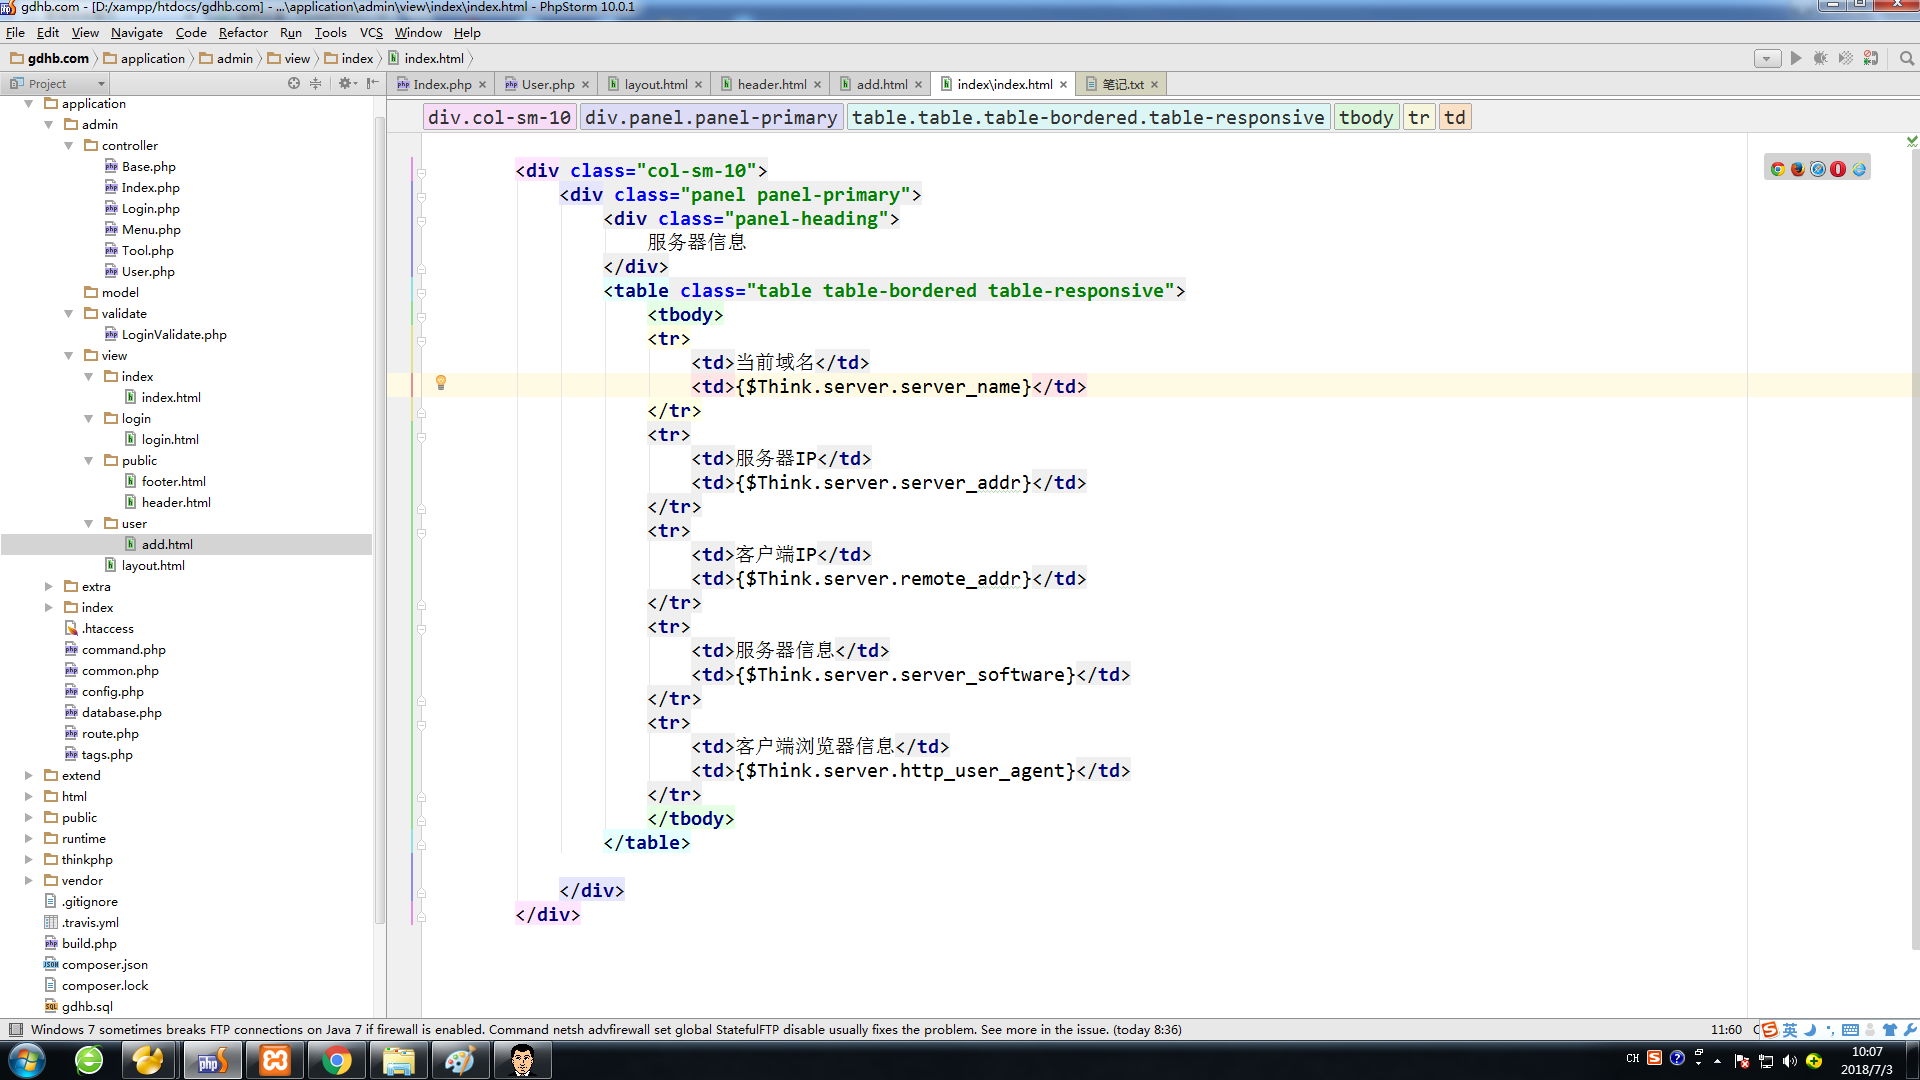 gdhb.com - [D:/xampp/htdocs/gdhb.com] - ...\application\admin\view\index\index.html - PhpStorm 10.0.1
File Edit View Navigate Code Refactor Run Tools VCS Window Help
gdhb.com application admin view index index.html
Project
Index.php User.php layout.html header.html add.html index\index.html 笔记.txt
application
admin
controller
Base.php
Index.php
Login.php
Menu.php
Tool.php
User.php
model
validate
LoginValidate.php
view
index
index.html
login
login.html
public
footer.html
header.html
user
add.html
layout.html
extra
index
.htaccess
command.php
common.php
config.php
database.php
route.php
tags.php
extend
html
public
runtime
thinkphp
vendor
.gitignore
.travis.yml
build.php
composer.json
composer.lock
gdhb.sql
div.col-sm-10 div.panel.panel-primary table.table.table-bordered.table-responsive tbody tr td
<div class="col-sm-10">
<div class="panel panel-primary">
<div class="panel-heading">
服务器信息
</div>
<table class="table table-bordered table-responsive">
<tbody>
<tr>
<td>当前域名</td>
<td>{$Think.server.server_name}</td>
</tr>
<tr>
<td>服务器IP</td>
<td>{$Think.server.server_addr}</td>
</tr>
<tr>
<td>客户端IP</td>
<td>{$Think.server.remote_addr}</td>
</tr>
<tr>
<td>服务器信息</td>
<td>{$Think.server.server_software}</td>
</tr>
<tr>
<td>客户端浏览器信息</td>
<td>{$Think.server.http_user_agent}</td>
</tr>
</tbody>
</table>
</div>
</div>
Windows 7 sometimes breaks FTP connections on Java 7 if firewall is enabled. Command netsh advfirewall set global StatefulFTP disable usually fixes the problem. See more in the issue. (today 8:36)
11:60
英
CH
10:07
2018/7/3